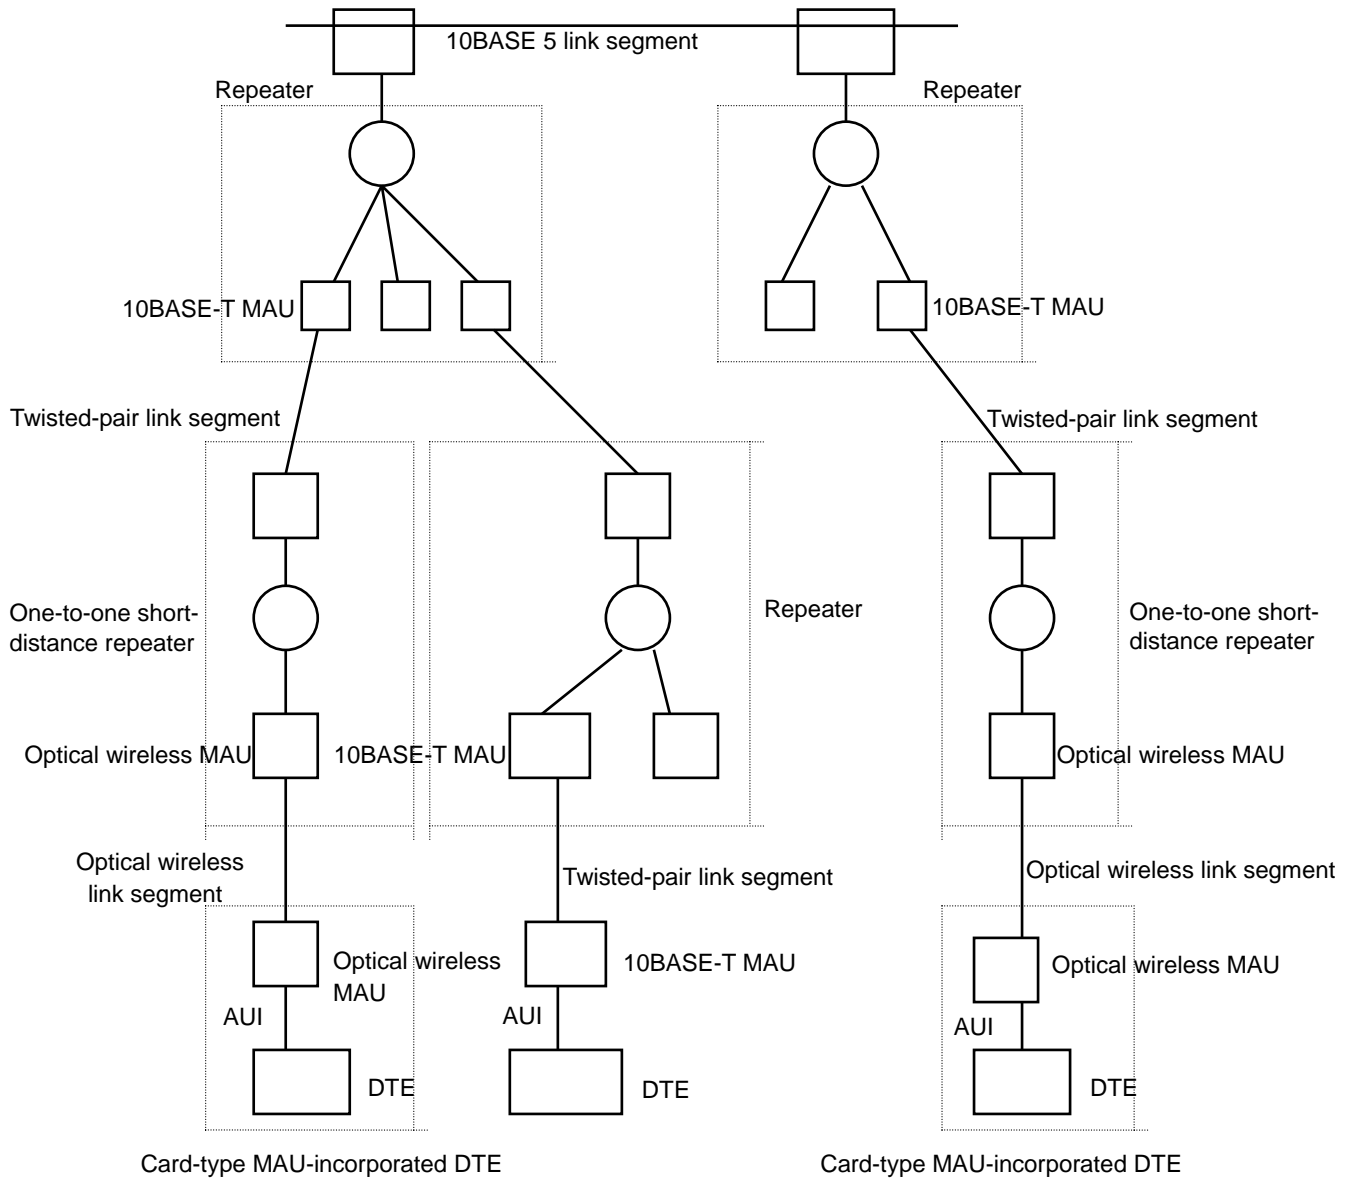 10BASE 5 link segment
Repeater
Repeater
10BASE-T MAU
10BASE-T MAU
Twisted-pair link segment
Twisted-pair link segment
One-to-one short-
distance repeater
Repeater
One-to-one short-
distance repeater
Optical wireless MAU
10BASE-T MAU
Optical wireless MAU
Optical wireless
link segment
Twisted-pair link segment
Optical wireless link segment
Optical wireless
MAU
10BASE-T MAU
Optical wireless MAU
AUI
AUI
AUI
DTE
DTE
DTE
Card-type MAU-incorporated DTE
Card-type MAU-incorporated DTE